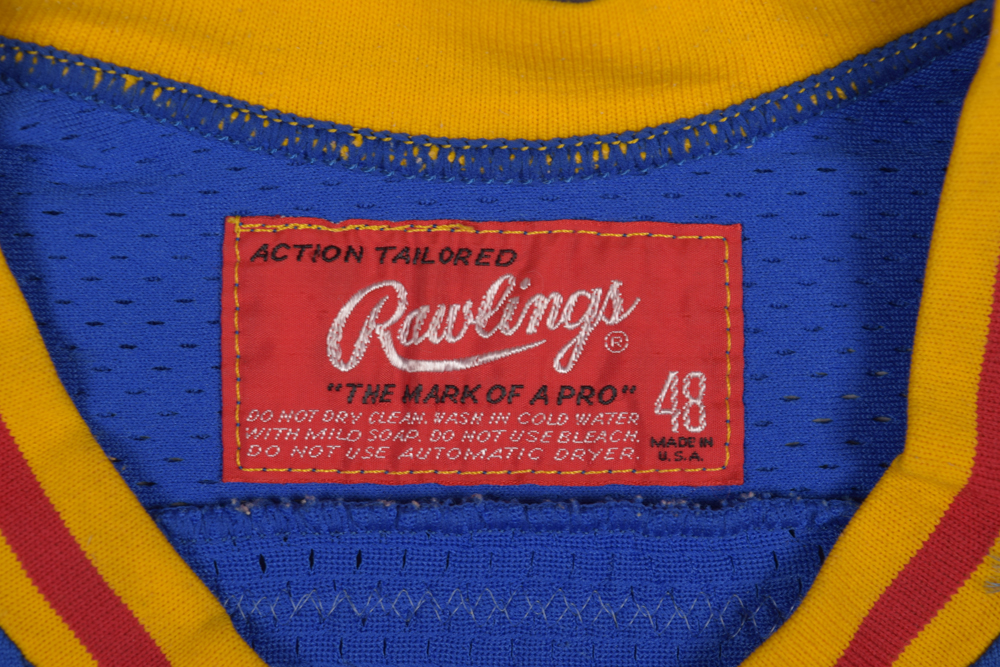 ACTION TAILORED
Rawlings®
"THE MARK OF A PRO"
DO NOT DRY CLEAN. WASH IN COLD WATER
WITH MILD SOAP. DO NOT USE BLEACH.
DO NOT USE AUTOMATIC DRYER.
48
MADE IN
U.S.A.